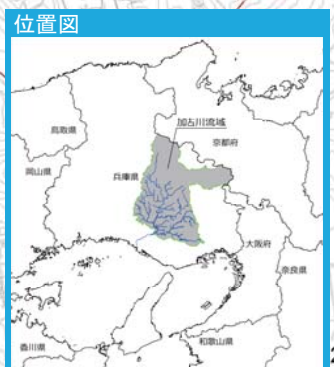 位置図
加古川流域
鳥取県
京都府
岡山県
兵庫県
大阪府
奈良県
香川県
和歌山県